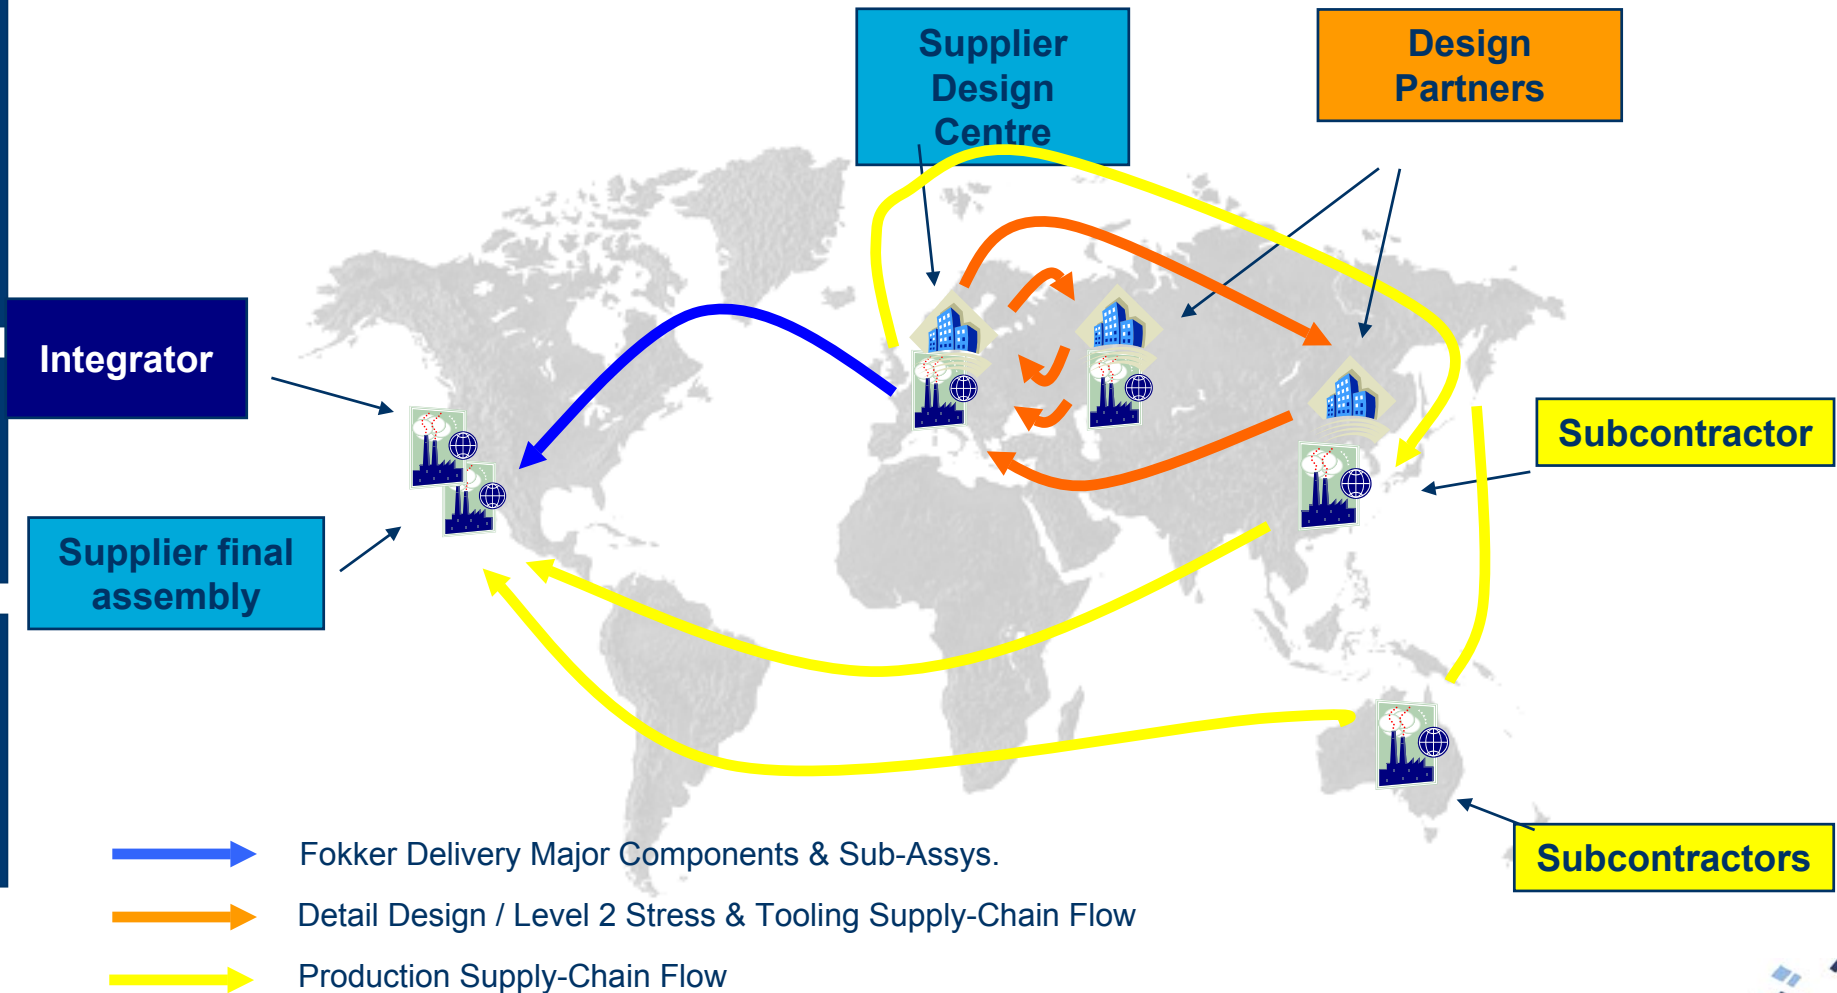 Supplier
Design
Centre
Design
Partners
Integrator
Subcontractor
Supplier final
assembly
Subcontractors
Fokker Delivery Major Components & Sub-Assys.
Detail Design / Level 2 Stress & Tooling Supply-Chain Flow
Production Supply-Chain Flow